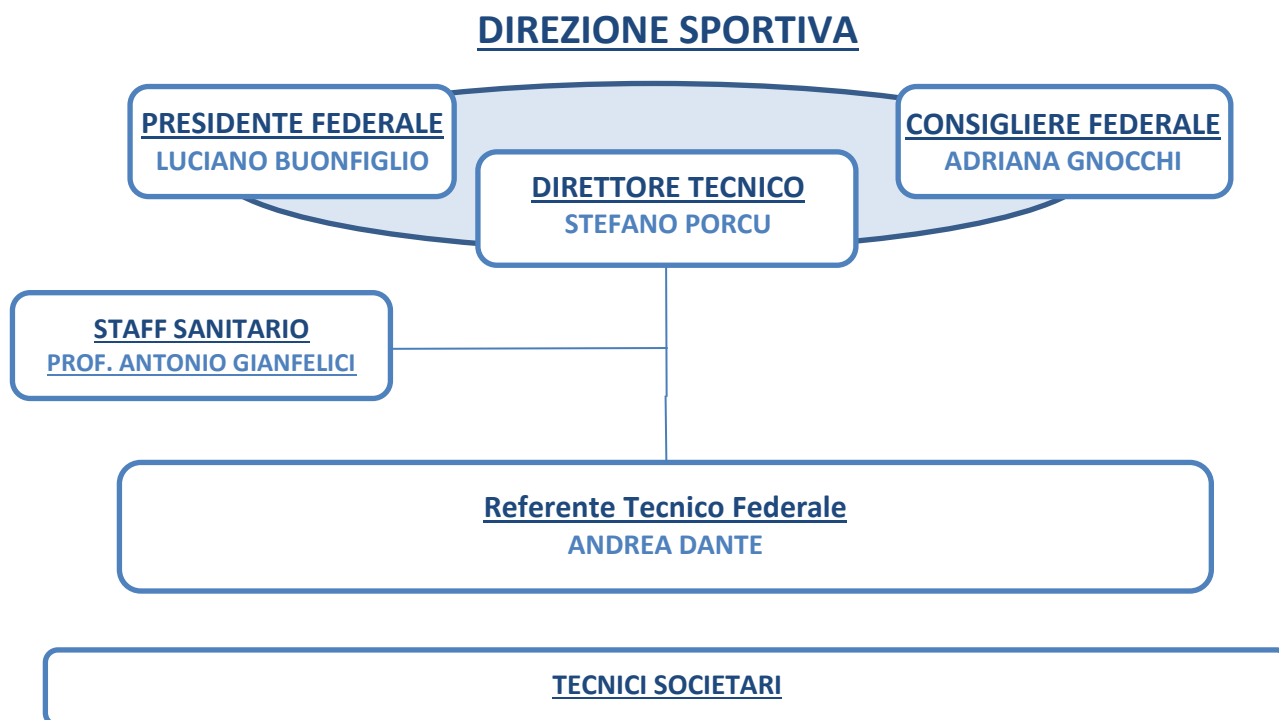 DIREZIONE SPORTIVA
PRESIDENTE FEDERALE
LUCIANO BUONFIGLIO
CONSIGLIERE FEDERALE
ADRIANA GNOCCHI
DIRETTORE TECNICO
STEFANO PORCU
STAFF SANITARIO
PROF. ANTONIO GIANFELICI
Referente Tecnico Federale
ANDREA DANTE
TECNICI SOCIETARI